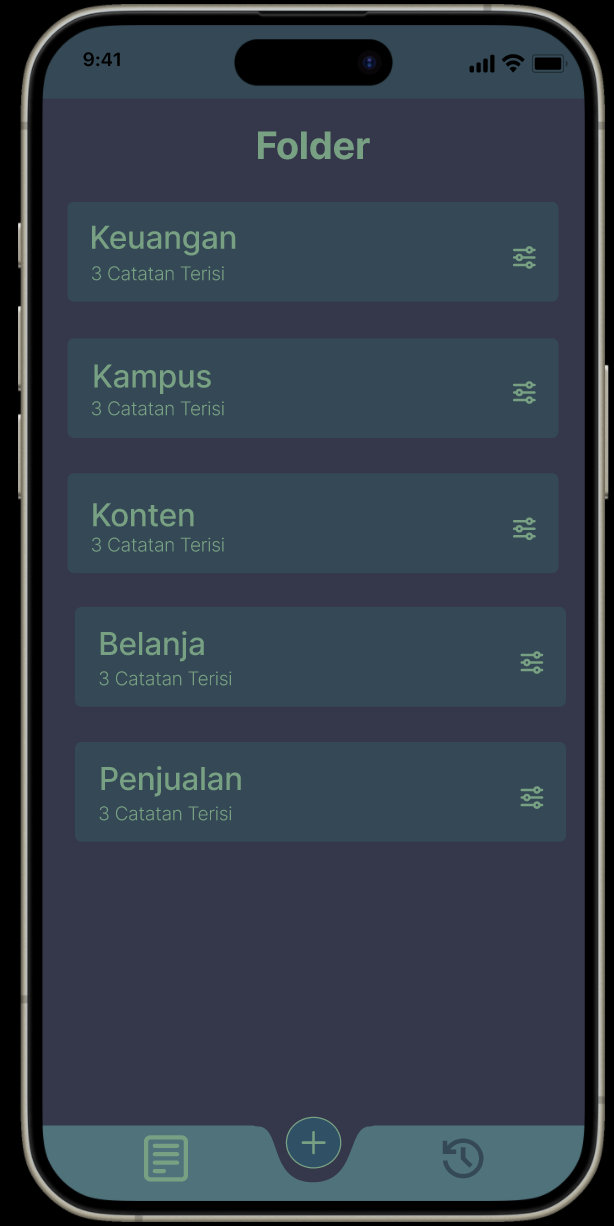 9:41
Folder
Keuangan
3 Catatan Terisi
Kampus
3 Catatan Terisi
Konten
3 Catatan Terisi
Belanja
3 Catatan Terisi
Penjualan
3 Catatan Terisi